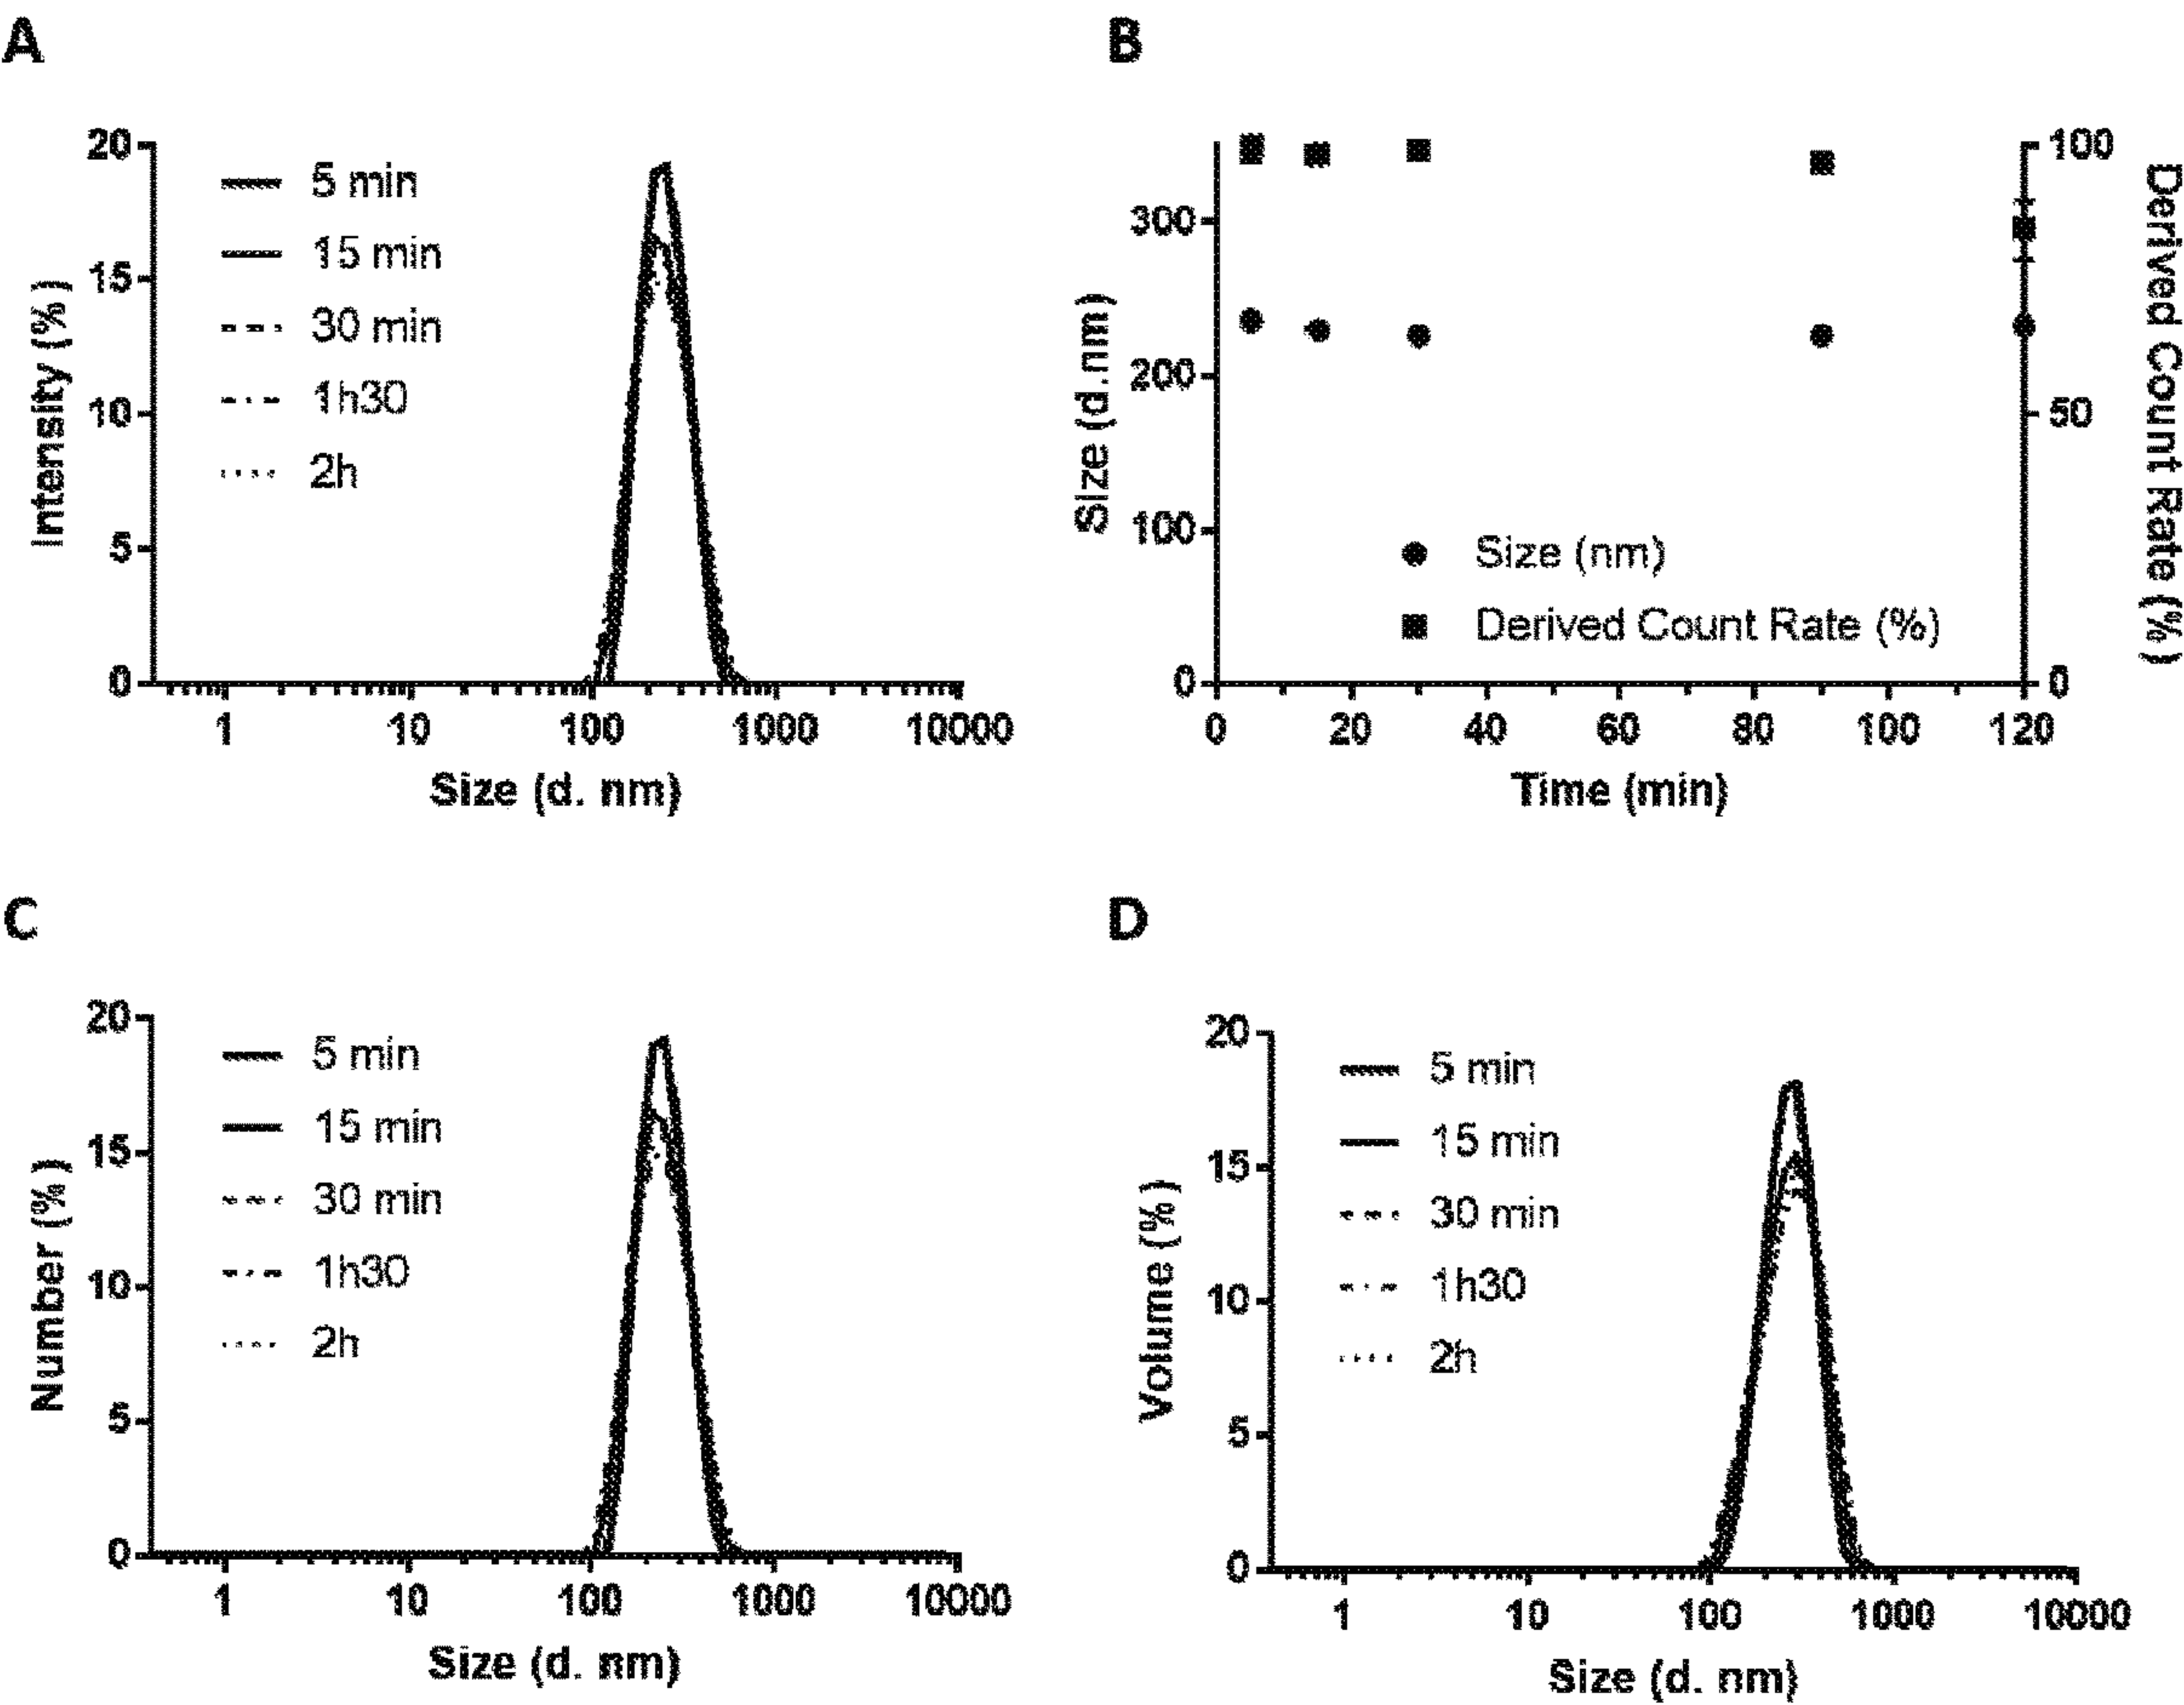 A
20
15
10
5
0
Intensity (%)
5 min
15 min
30 min
1h30
2h
1 10 100 1000 10000
Size (d. nm)
B
300
200
100
0
Size (d.nm)
100
50
0
Derived Count Rate (%)
Size (nm)
Derived Count Rate (%)
0 20 40 60 80 100 120
Time (min)
C
20
15
10
5
0
Number (%)
5 min
15 min
30 min
1h30
2h
1 10 100 1000 10000
Size (d. nm)
D
20
15
10
5
0
Volume (%)
5 min
15 min
30 min
1h30
2h
1 10 100 1000 10000
Size (d. nm)